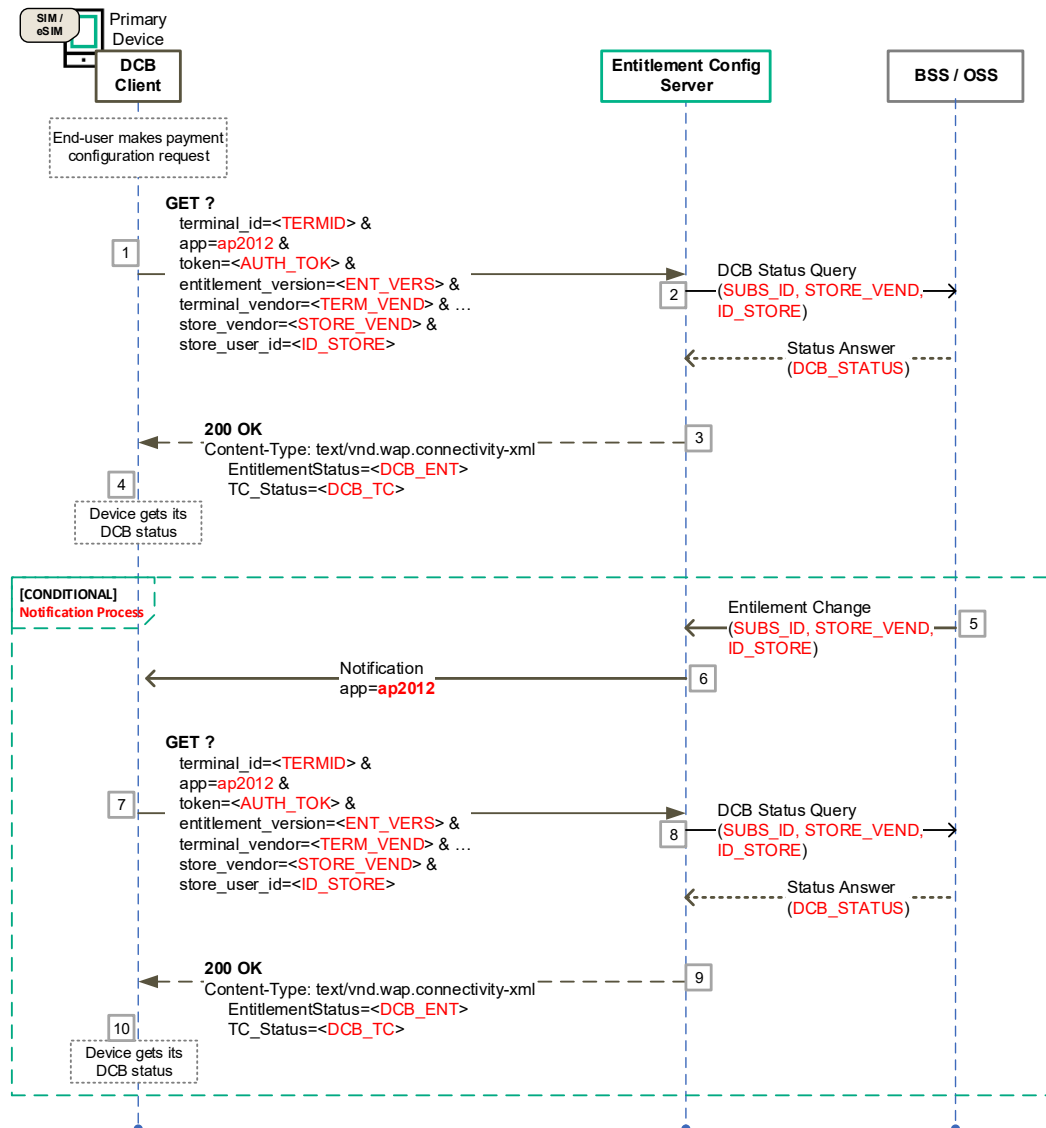 SIM /
eSIM
Primary
Device
DCB
Client
Entitlement Config
Server
BSS / OSS
End-user makes payment
configuration request
GET ?
terminal_id=<TERMID> &
app=ap2012 &
token=<AUTH_TOK> &
entitlement_version=<ENT_VERS> &
terminal_vendor=<TERM_VEND> & …
store_vendor=<STORE_VEND> &
store_user_id=<ID_STORE>
1
2
DCB Status Query
(SUBS_ID, STORE_VEND,
ID_STORE)
Status Answer
(DCB_STATUS)
3
200 OK
Content-Type: text/vnd.wap.connectivity-xml
EntitlementStatus=<DCB_ENT>
TC_Status=<DCB_TC>
4
Device gets its
DCB status
[CONDITIONAL]
Notification Process
Entilement Change
(SUBS_ID, STORE_VEND,
ID_STORE)
5
Notification
app=ap2012
6
GET ?
terminal_id=<TERMID> &
app=ap2012 &
token=<AUTH_TOK> &
entitlement_version=<ENT_VERS> &
terminal_vendor=<TERM_VEND> & …
store_vendor=<STORE_VEND> &
store_user_id=<ID_STORE>
7
8
DCB Status Query
(SUBS_ID, STORE_VEND,
ID_STORE)
Status Answer
(DCB_STATUS)
9
200 OK
Content-Type: text/vnd.wap.connectivity-xml
EntitlementStatus=<DCB_ENT>
TC_Status=<DCB_TC>
10
Device gets its
DCB status